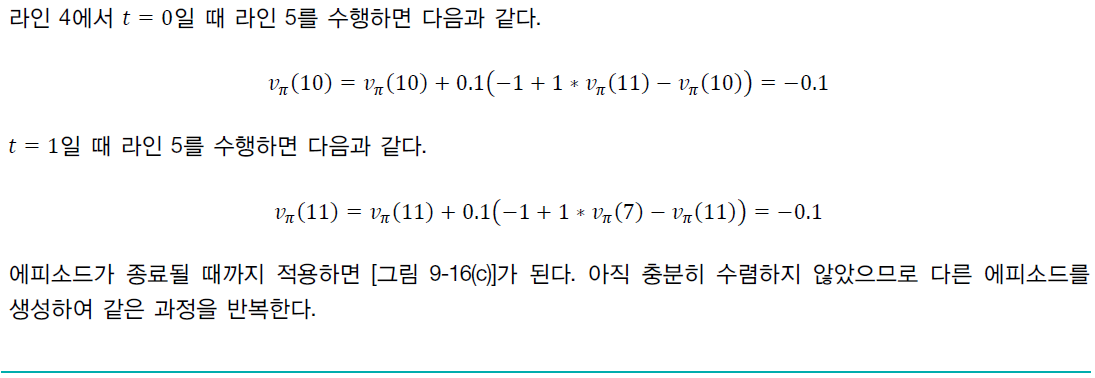 라인 4에서 t = 0일 때 라인 5를 수행하면 다음과 같다.
v_π(10) = v_π(10) + 0.1(−1 + 1 ∗ v_π(11) − v_π(10)) = −0.1
t = 1일 때 라인 5를 수행하면 다음과 같다.
v_π(11) = v_π(11) + 0.1(−1 + 1 ∗ v_π(7) − v_π(11)) = −0.1
에피소드가 종료될 때까지 적용하면 [그림 9-16(c)]가 된다. 아직 충분히 수렴하지 않았으므로 다른 에피소드를
생성하여 같은 과정을 반복한다.